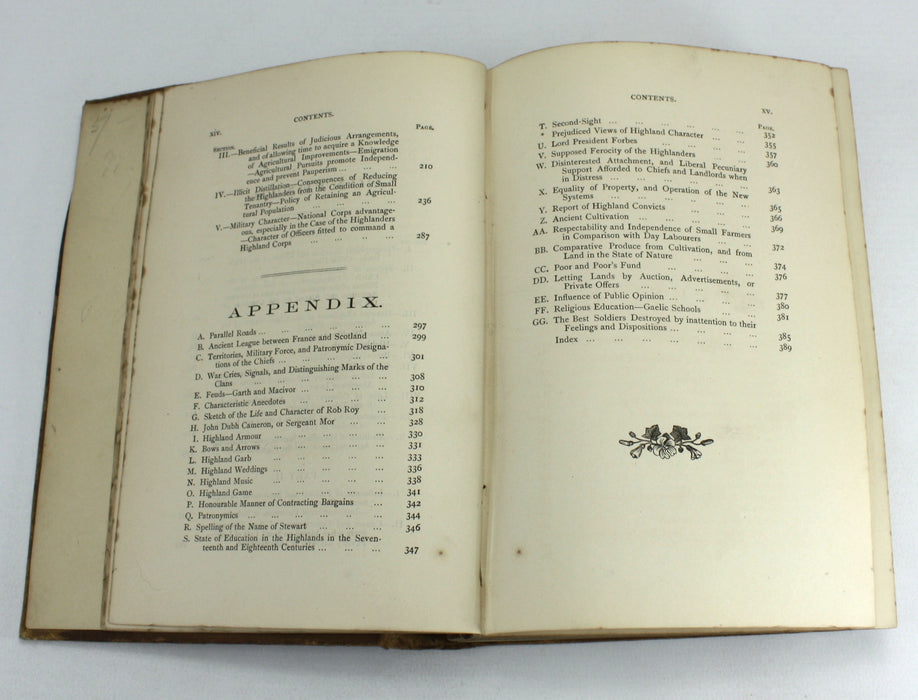 xiv.
CONTENTS.
SECTION. PAGE.
III.—Beneficial Results of Judicious Arrangements,
and of allowing time to acquire a Knowledge
of Agricultural Improvements—Emigration
—Agricultural Pursuits promote Independ-
ence and prevent Pauperism ... ... ... 210
IV.—Illicit Distillation—Consequences of Reducing
the Highlanders from the Condition of Small
Tenantry—Policy of Retaining an Agricul-
tural Population ... ... ... ... 236
V.—Military Character—National Corps advantage-
ous, especially in the Case of the Highlanders
—Character of Officers fitted to command a
Highland Corps ... ... ... ... 287
APPENDIX.
A. Parallel Roads ... ... ... ... ... ... 297
B. Ancient League between France and Scotland ... 299
C. Territories, Military Force, and Patronymic Designa-
tions of the Chiefs ... ... ... ... 301
D. War Cries, Signals, and Distinguishing Marks of the
Clans ... ... ... ... ... ... 308
E. Feuds—Garth and Macivor ... ... ... ... 310
F. Characteristic Anecdotes ... ... ... ... 312
G. Sketch of the Life and Character of Rob Roy ... 318
H. John Dubh Cameron, or Sergeant Mor ... ... 328
I. Highland Armour ... ... ... ... ... 330
K. Bows and Arrows ... ... ... ... ... 331
L. Highland Garb ... ... ... ... ... 333
M. Highland Weddings ... ... ... ... ... 336
N. Highland Music ... ... ... ... ... 338
O. Highland Game ... ... ... ... ... 341
P. Honourable Manner of Contracting Bargains ... 342
Q. Patronymics ... ... ... ... ... ... 344
R. Spelling of the Name of Stewart ... ... ... 346
S. State of Education in the Highlands in the Seven-
teenth and Eighteenth Centuries ... ... ... 347
CONTENTS.
xv.
PAGE.
T. Second-Sight ... ... ... ... ... ... 352
* Prejudiced Views of Highland Character ... ... 355
U. Lord President Forbes ... ... ... ... 355
V. Supposed Ferocity of the Highlanders ... ... 357
W. Disinterested Attachment, and Liberal Pecuniary 360
Support Afforded to Chiefs and Landlords when
in Distress ... ... ... ... ... ... 363
X. Equality of Property, and Operation of the New
Systems ... ... ... ... ... ... 365
Y. Report of Highland Convicts ... ... ... 366
Z. Ancient Cultivation ... ... ... ... ... 369
AA. Respectability and Independence of Small Farmers
in Comparison with Day Labourers ... ... 372
BB. Comparative Produce from Cultivation, and from
Land in the State of Nature ... ... ... 374
CC. Poor and Poor's Fund ... ... ... ... 376
DD. Letting Lands by Auction, Advertisements, or
Private Offers ... ... ... ... ... 377
EE. Influence of Public Opinion ... ... ... ... 380
FF. Religious Education—Gaelic Schools ... ... 381
GG. The Best Soldiers Destroyed by inattention to their
Feelings and Dispositions ... ... ... ... 385
Index ... ... ... ... ... ... ... 389